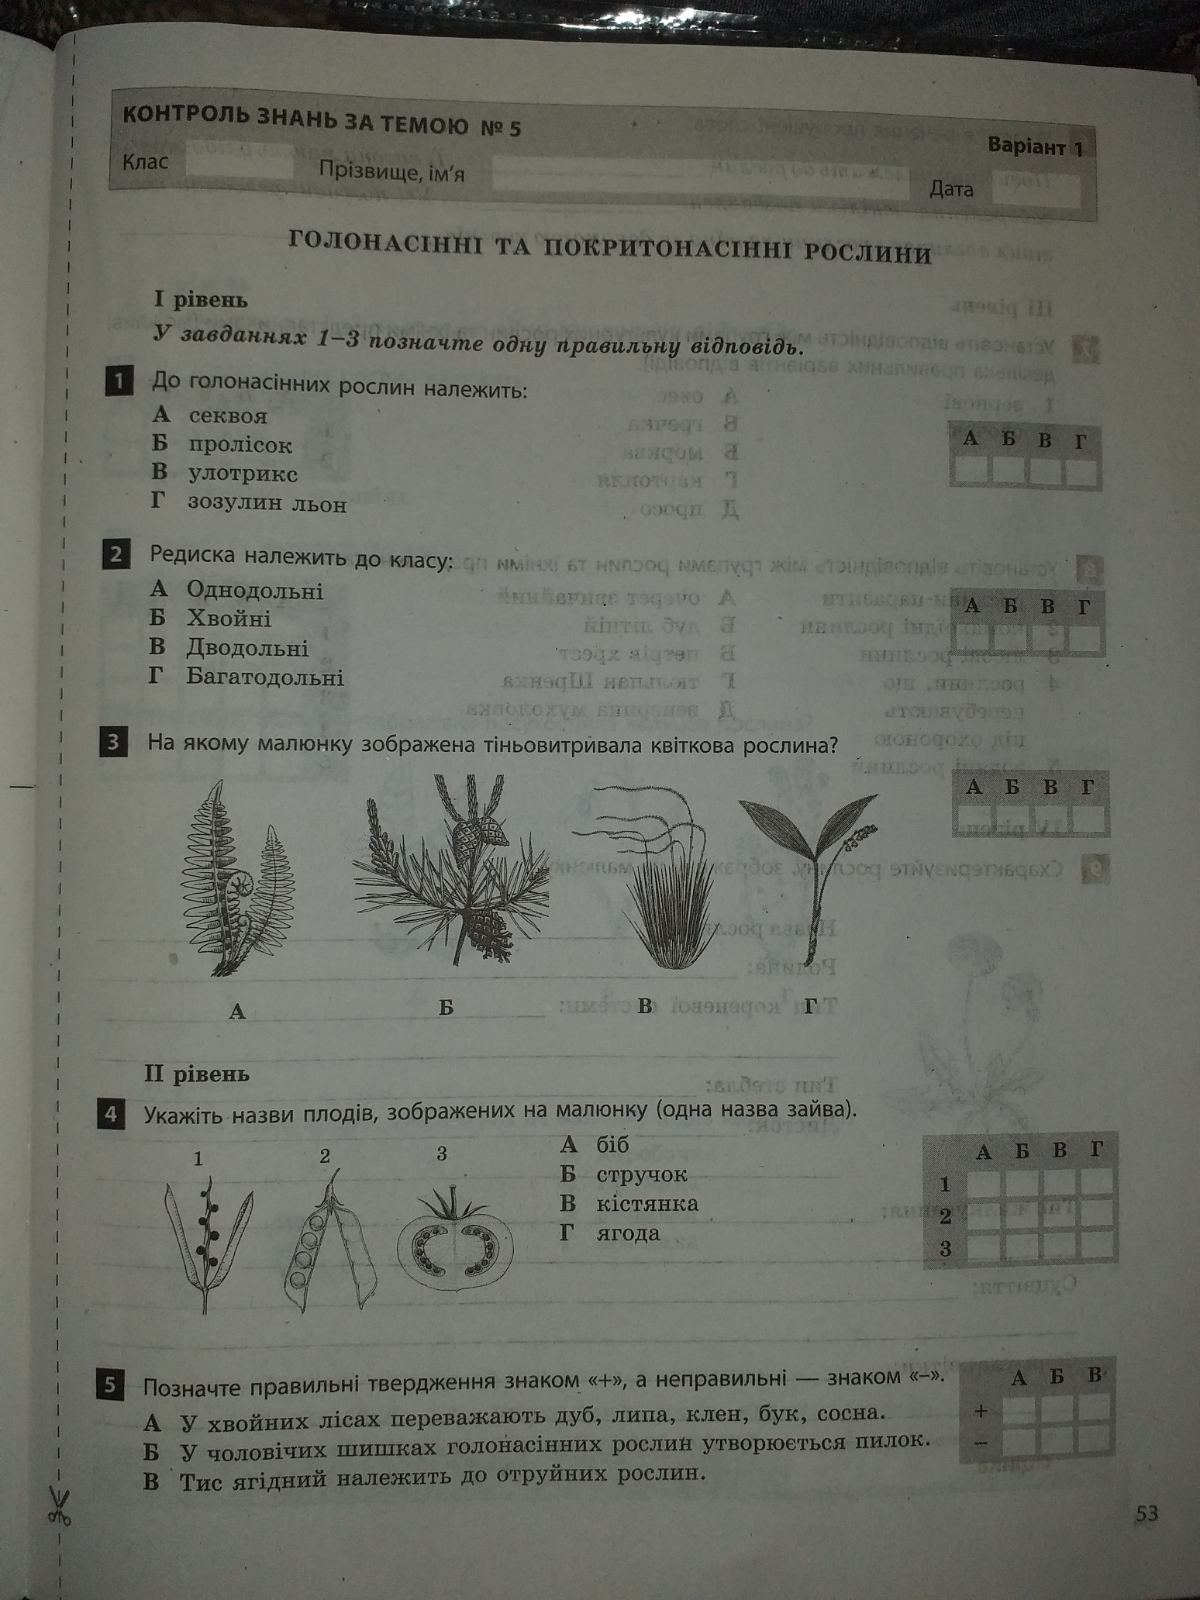 КОНТРОЛЬ ЗНАНЬ ЗА ТЕМОЮ № 5
Варіант 1
Клас Прізвище, ім'я Дата
ГОЛОНАСІННІ ТА ПОКРИТОНАСІННІ РОСЛИНИ
І рівень
У завданнях 1–3 позначте одну правильну відповідь.
1 До голонасінних рослин належить:
А секвоя
Б пролісок
В улотрикс
Г зозулин льон
А Б В Г
2 Редиска належить до класу:
А Однодольні
Б Хвойні
В Дводольні
Г Багатодольні
А Б В Г
3 На якому малюнку зображена тіньовитривала квіткова рослина?
А Б В Г
А Б В Г
ІІ рівень
4 Укажіть назви плодів, зображених на малюнку (одна назва зайва).
1 2 3
А біб
Б стручок
В кістянка
Г ягода
А Б В Г
1
2
3
5 Позначте правильні твердження знаком «+», а неправильні — знаком «–».
А У хвойних лісах переважають дуб, липа, клен, бук, сосна.
Б У чоловічих шишках голонасінних рослин утворюється пилок.
В Тис ягідний належить до отруйних рослин.
А Б В
+
–
53